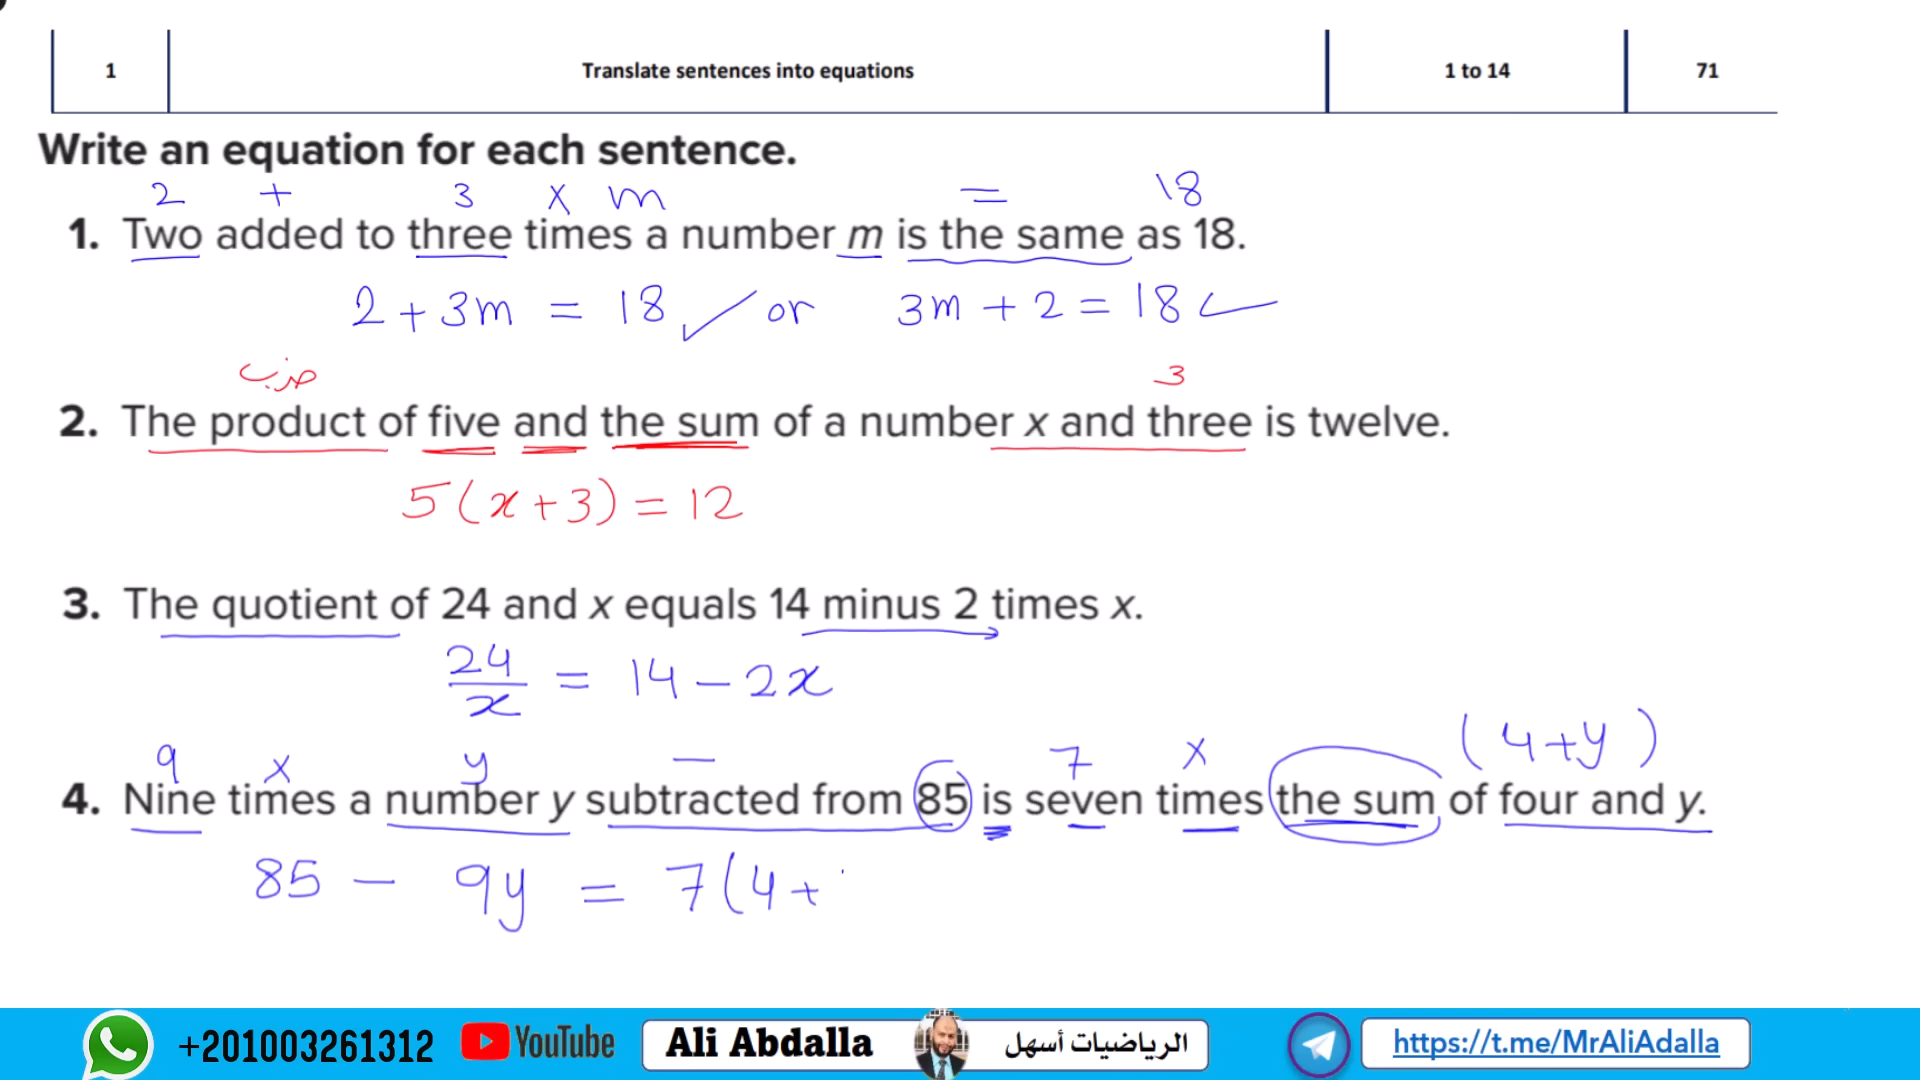 1 Translate sentences into equations 1 to 14 71
Write an equation for each sentence.
2 + 3 x m = 18
1. Two added to three times a number m is the same as 18.
2 + 3m = 18 or 3m + 2 = 18
ضرب 3
2. The product of five and the sum of a number x and three is twelve.
5(x+3) = 12
3. The quotient of 24 and x equals 14 minus 2 times x.
24/x = 14 - 2x
9 x y - 7 x (4+y)
4. Nine times a number y subtracted from 85 is seven times the sum of four and y.
85 - 9y = 7(4+
+201003261312 YouTube Ali Abdalla الرياضيات أسهل https://t.me/MrAliAdalla